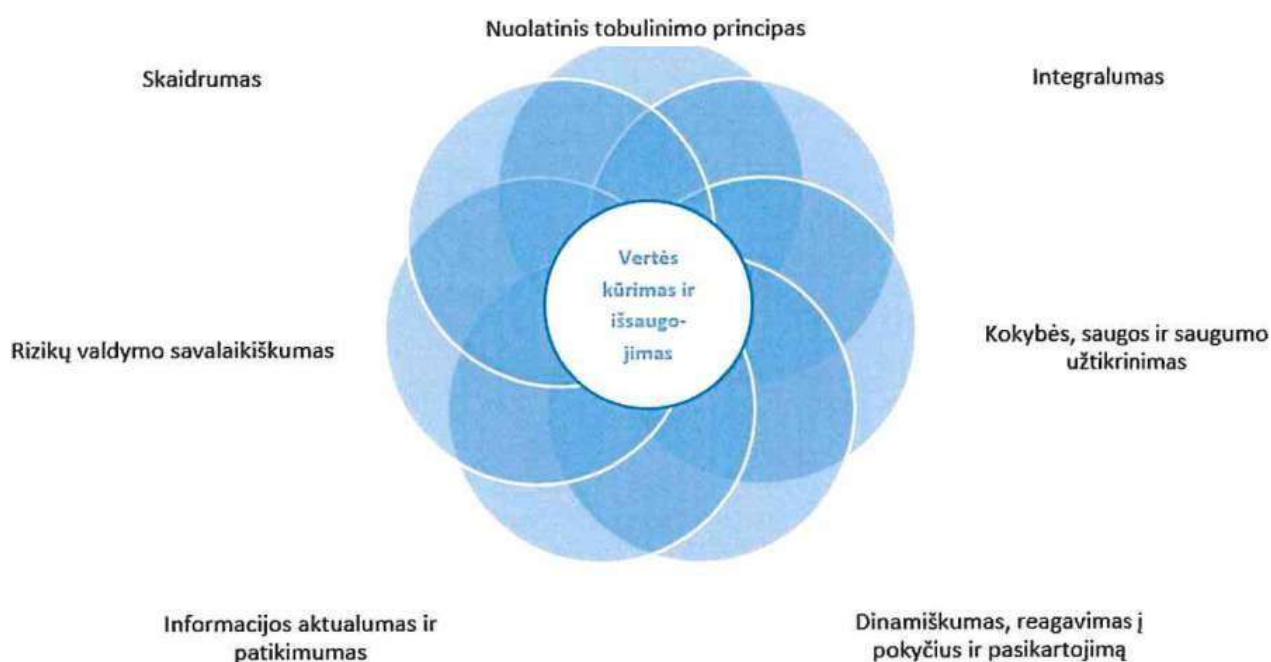 Nuolatinis tobulinimo principas
Skaidrumas
Integralumas
Vertės
kūrimas ir
išsaugo-
jimas
Rizikų valdymo savalaikiškumas
Kokybės, saugos ir saugumo
užtikrinimas
Informacijos aktualumas ir
patikimumas
Dinamiškumas, reagavimas į
pokyčius ir pasikartojimą